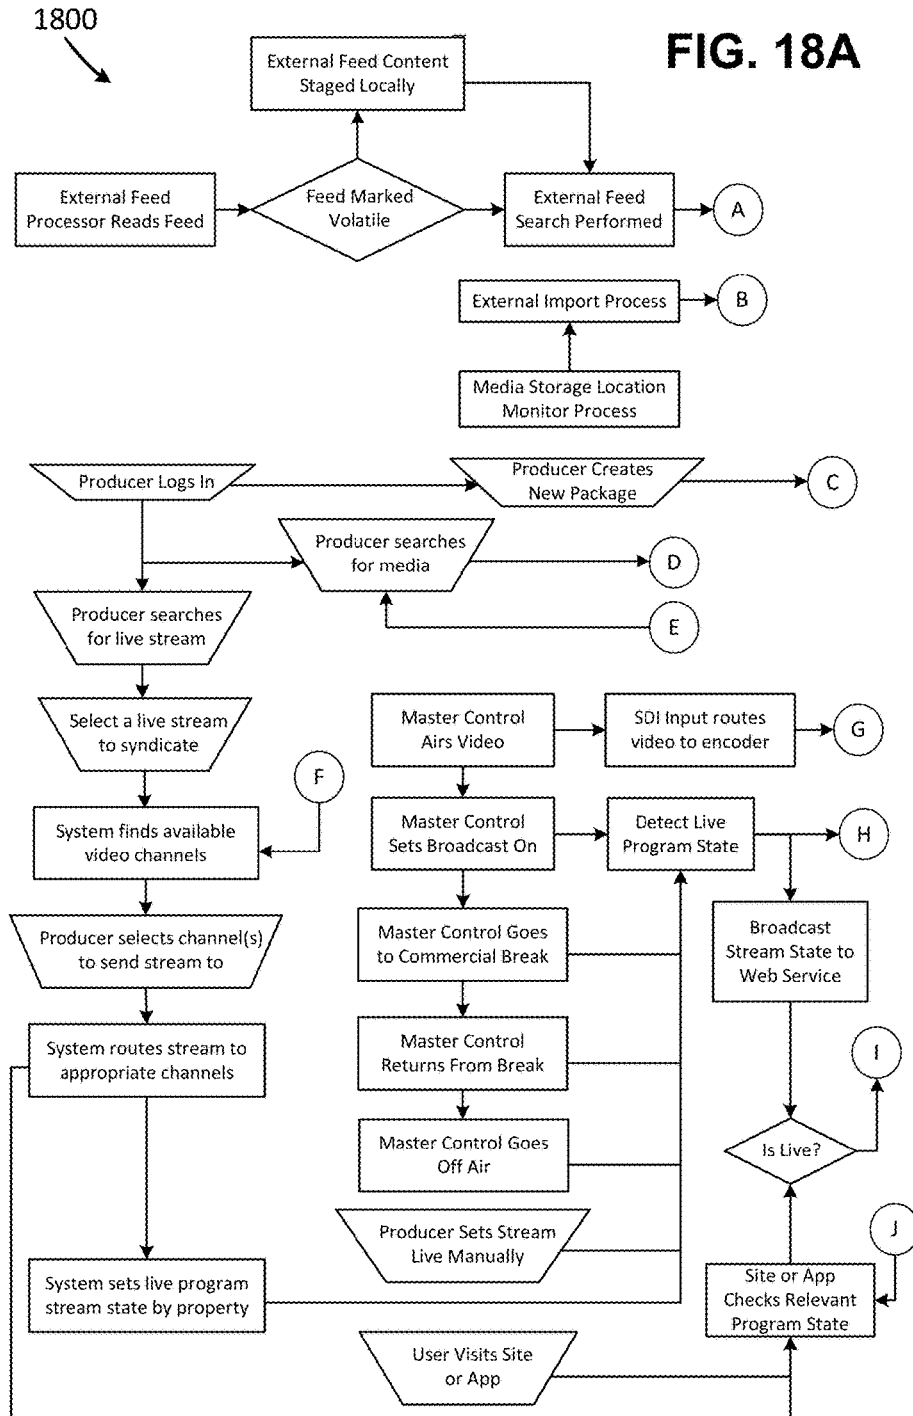 1800
FIG. 18A
External Feed Content
Staged Locally
External Feed
Processor Reads Feed
Feed Marked
Volatile
External Feed
Search Performed
A
External Import Process
B
Media Storage Location
Monitor Process
Producer Logs In
Producer Creates
New Package
C
Producer searches
for media
D
Producer searches
for live stream
E
Select a live stream
to syndicate
Master Control
Airs Video
SDI Input routes
video to encoder
G
F
System finds available
video channels
Master Control
Sets Broadcast On
Detect Live
Program State
H
Producer selects channel(s)
to send stream to
Master Control Goes
to Commercial Break
Broadcast
Stream State to
Web Service
System routes stream to
appropriate channels
Master Control
Returns From Break
I
Master Control Goes
Off Air
Is Live?
Producer Sets Stream
Live Manually
J
System sets live program
stream state by property
Site or App
Checks Relevant
Program State
User Visits Site
or App